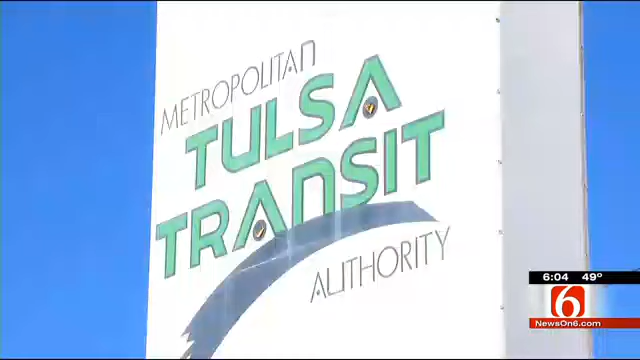 METROPOLITAN
TULSA
TRANSIT
AUTHORITY
6:04 49°
6
NewsOn6.com